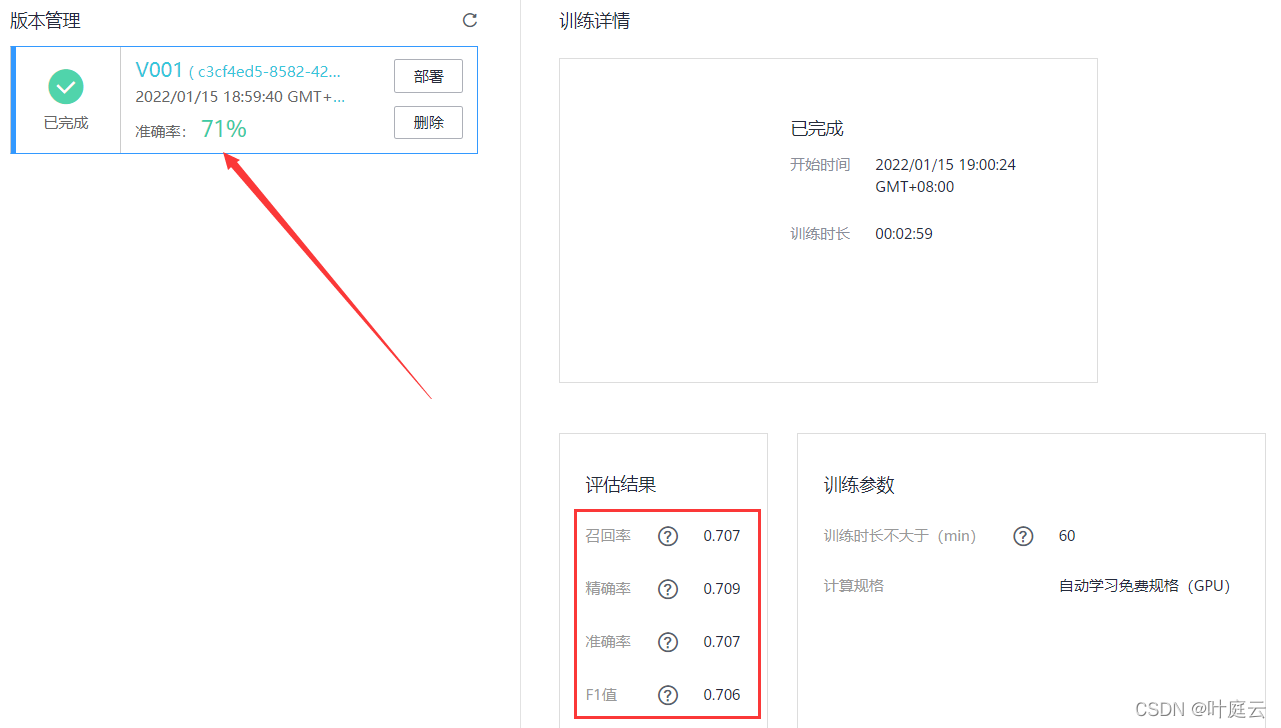 版本管理
V001 ( c3cf4ed5-8582-42...
部署
2022/01/15 18:59:40 GMT+...
已完成
准确率： 71%
删除
训练详情
已完成
开始时间 2022/01/15 19:00:24
GMT+08:00
训练时长 00:02:59
评估结果
召回率 ? 0.707
精确率 ? 0.709
准确率 ? 0.707
F1值 ? 0.706
训练参数
训练时长不大于（min） ? 60
计算规格 自动学习免费规格（GPU）
CSDN @叶庭云